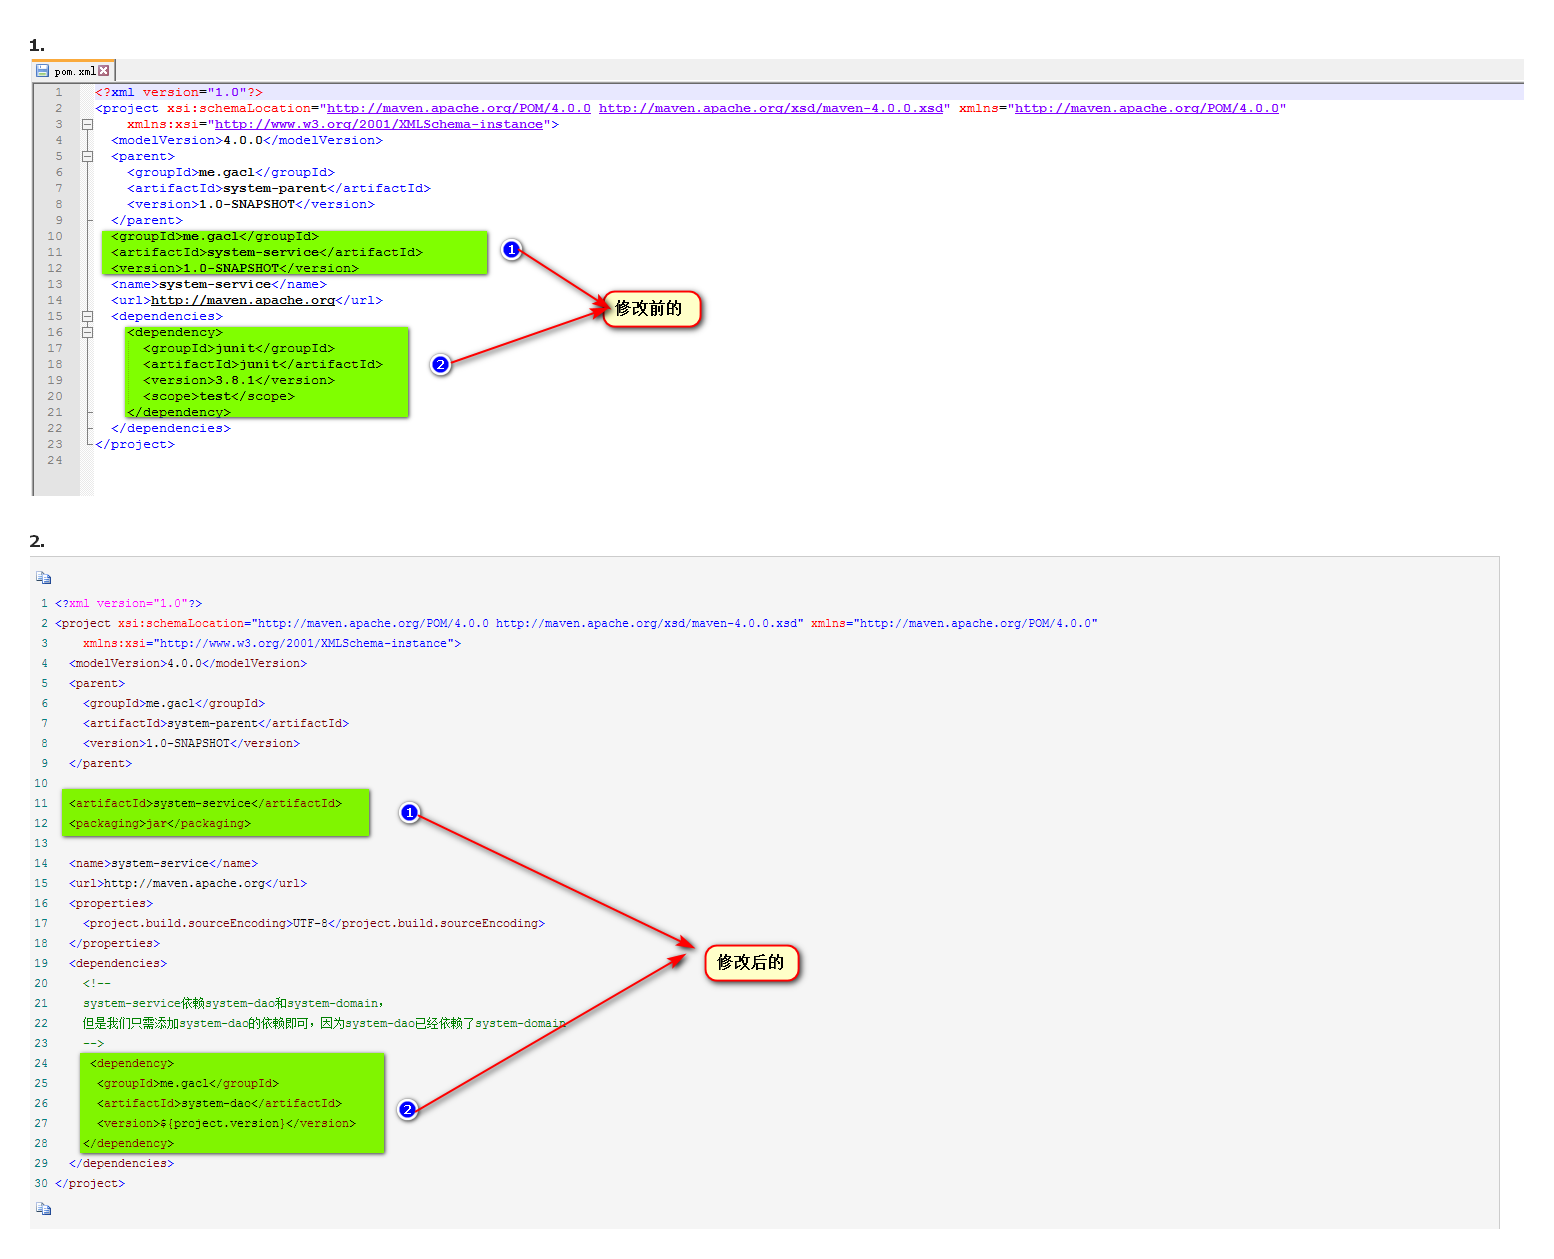 1.
pom.xml
1 <?xml version="1.0"?>
2 <project xsi:schemaLocation="http://maven.apache.org/POM/4.0.0 http://maven.apache.org/xsd/maven-4.0.0.xsd" xmlns="http://maven.apache.org/POM/4.0.0"
3 xmlns:xsi="http://www.w3.org/2001/XMLSchema-instance">
4 <modelVersion>4.0.0</modelVersion>
5 <parent>
6 <groupId>me.gacl</groupId>
7 <artifactId>system-parent</artifactId>
8 <version>1.0-SNAPSHOT</version>
9 </parent>
10 <groupId>me.gacl</groupId>
11 <artifactId>system-service</artifactId>
12 <version>1.0-SNAPSHOT</version>
13 <name>system-service</name>
14 <url>http://maven.apache.org</url>
15 <dependencies>
16 <dependency>
17 <groupId>junit</groupId>
18 <artifactId>junit</artifactId>
19 <version>3.8.1</version>
20 <scope>test</scope>
21 </dependency>
22 </dependencies>
23 </project>
24
1
修改前的
2
2.
1 <?xml version="1.0"?>
2 <project xsi:schemaLocation="http://maven.apache.org/POM/4.0.0 http://maven.apache.org/xsd/maven-4.0.0.xsd" xmlns="http://maven.apache.org/POM/4.0.0"
3 xmlns:xsi="http://www.w3.org/2001/XMLSchema-instance">
4 <modelVersion>4.0.0</modelVersion>
5 <parent>
6 <groupId>me.gacl</groupId>
7 <artifactId>system-parent</artifactId>
8 <version>1.0-SNAPSHOT</version>
9 </parent>
10
11 <artifactId>system-service</artifactId>
12 <packaging>jar</packaging>
13
14 <name>system-service</name>
15 <url>http://maven.apache.org</url>
16 <properties>
17 <project.build.sourceEncoding>UTF-8</project.build.sourceEncoding>
18 </properties>
19 <dependencies>
20 <!--
21 system-service依赖system-dao和system-domain，
22 但是我们只需添加system-dao的依赖即可，因为system-dao已经依赖了system-domain
23 -->
24 <dependency>
25 <groupId>me.gacl</groupId>
26 <artifactId>system-dao</artifactId>
27 <version>${project.version}</version>
28 </dependency>
29 </dependencies>
30 </project>
1
修改后的
2